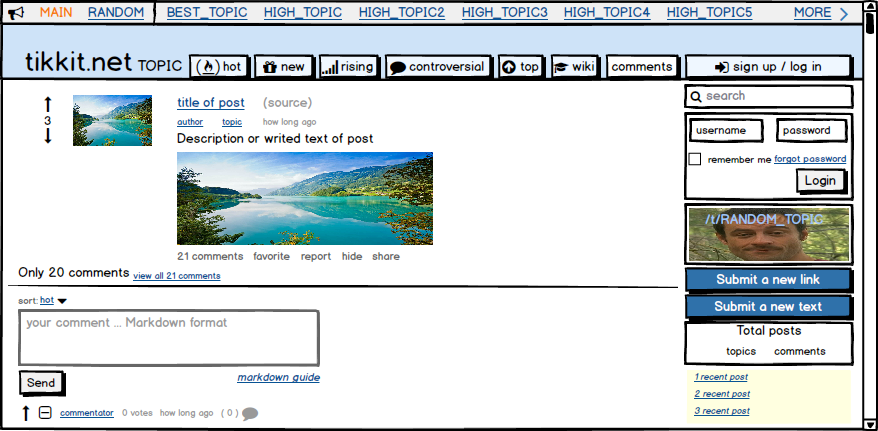 MAIN RANDOM BEST_TOPIC HIGH_TOPIC HIGH_TOPIC2 HIGH_TOPIC3 HIGH_TOPIC4 HIGH_TOPIC5 MORE
tikkit.net TOPIC hot new rising controversial top wiki comments sign up / log in
search
username password
remember me forgot password
Login
/t/RANDOM_TOPIC
Submit a new link
Submit a new text
Total posts
topics comments
1 recent post
2 recent post
3 recent post
3
title of post (source)
author topic how long ago
Description or writed text of post
21 comments favorite report hide share
Only 20 comments view all 21 comments
sort: hot
your comment ... Markdown format
Send markdown guide
commentator 0 votes how long ago ( 0 )